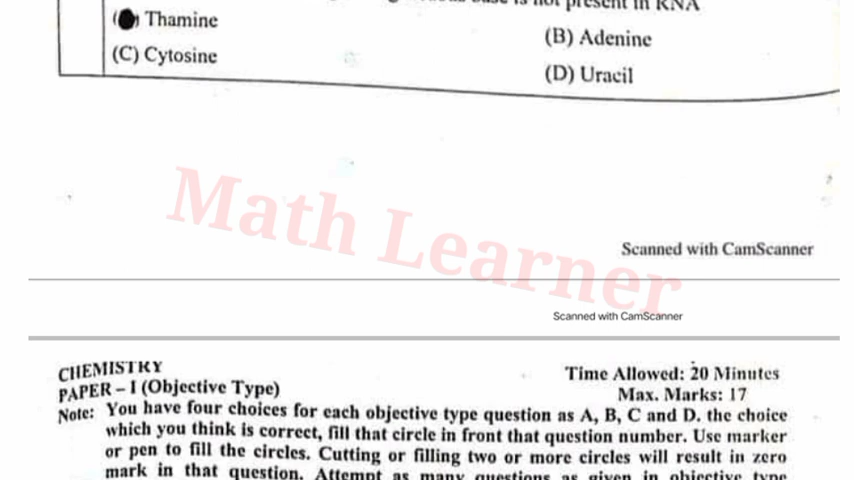 is not present in RNA
Thamine
(B) Adenine
(C) Cytosine
(D) Uracil
Math Learner
Scanned with CamScanner
Scanned with CamScanner
CHEMISTRY
PAPER – I (Objective Type)
Time Allowed: 20 Minutes
Max. Marks: 17
Note: You have four choices for each objective type question as A, B, C and D. the choice
which you think is correct, fill that circle in front that question number. Use marker
or pen to fill the circles. Cutting or filling two or more circles will result in zero
mark in that question. Attempt as many questions as given in objective type